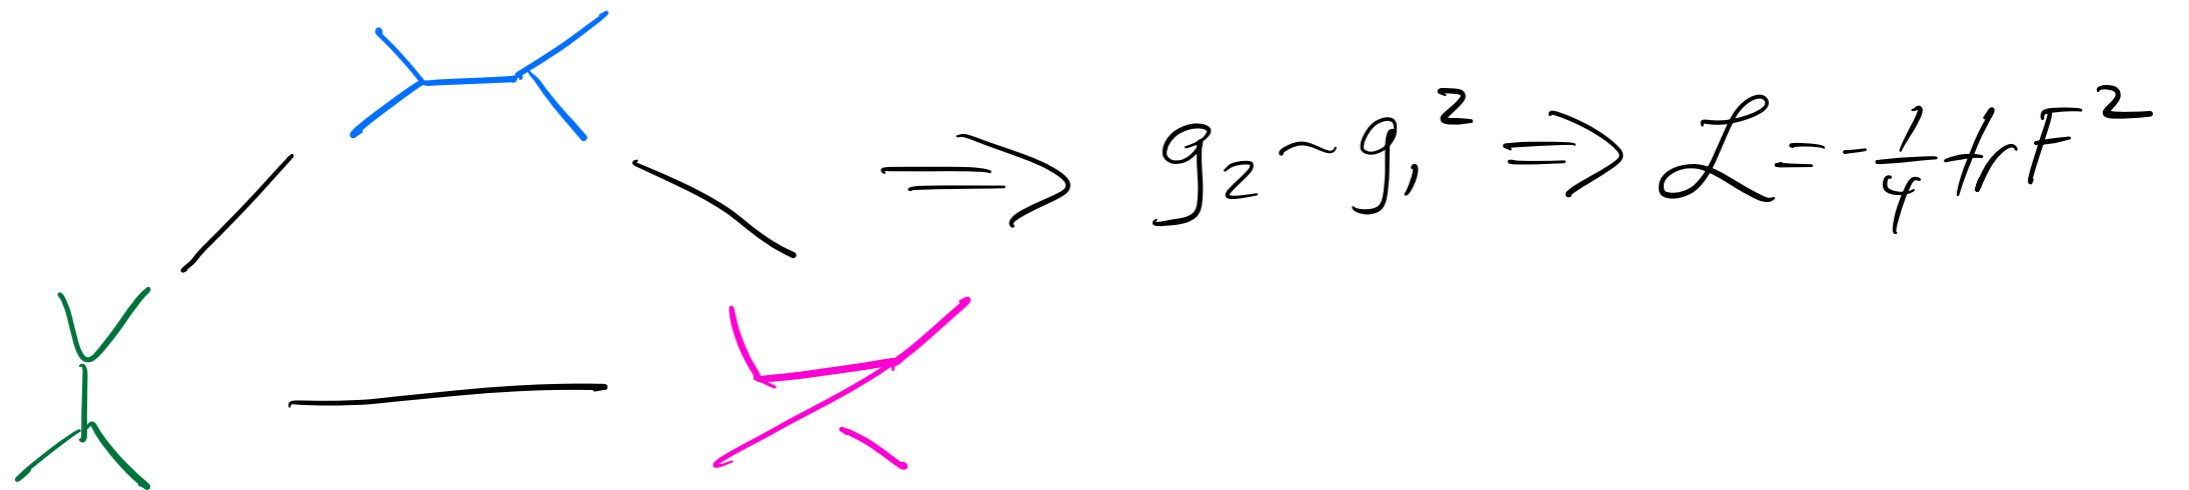 ⇒ g₂ ~ g₁² ⇒ ℒ = -¼ tr F²